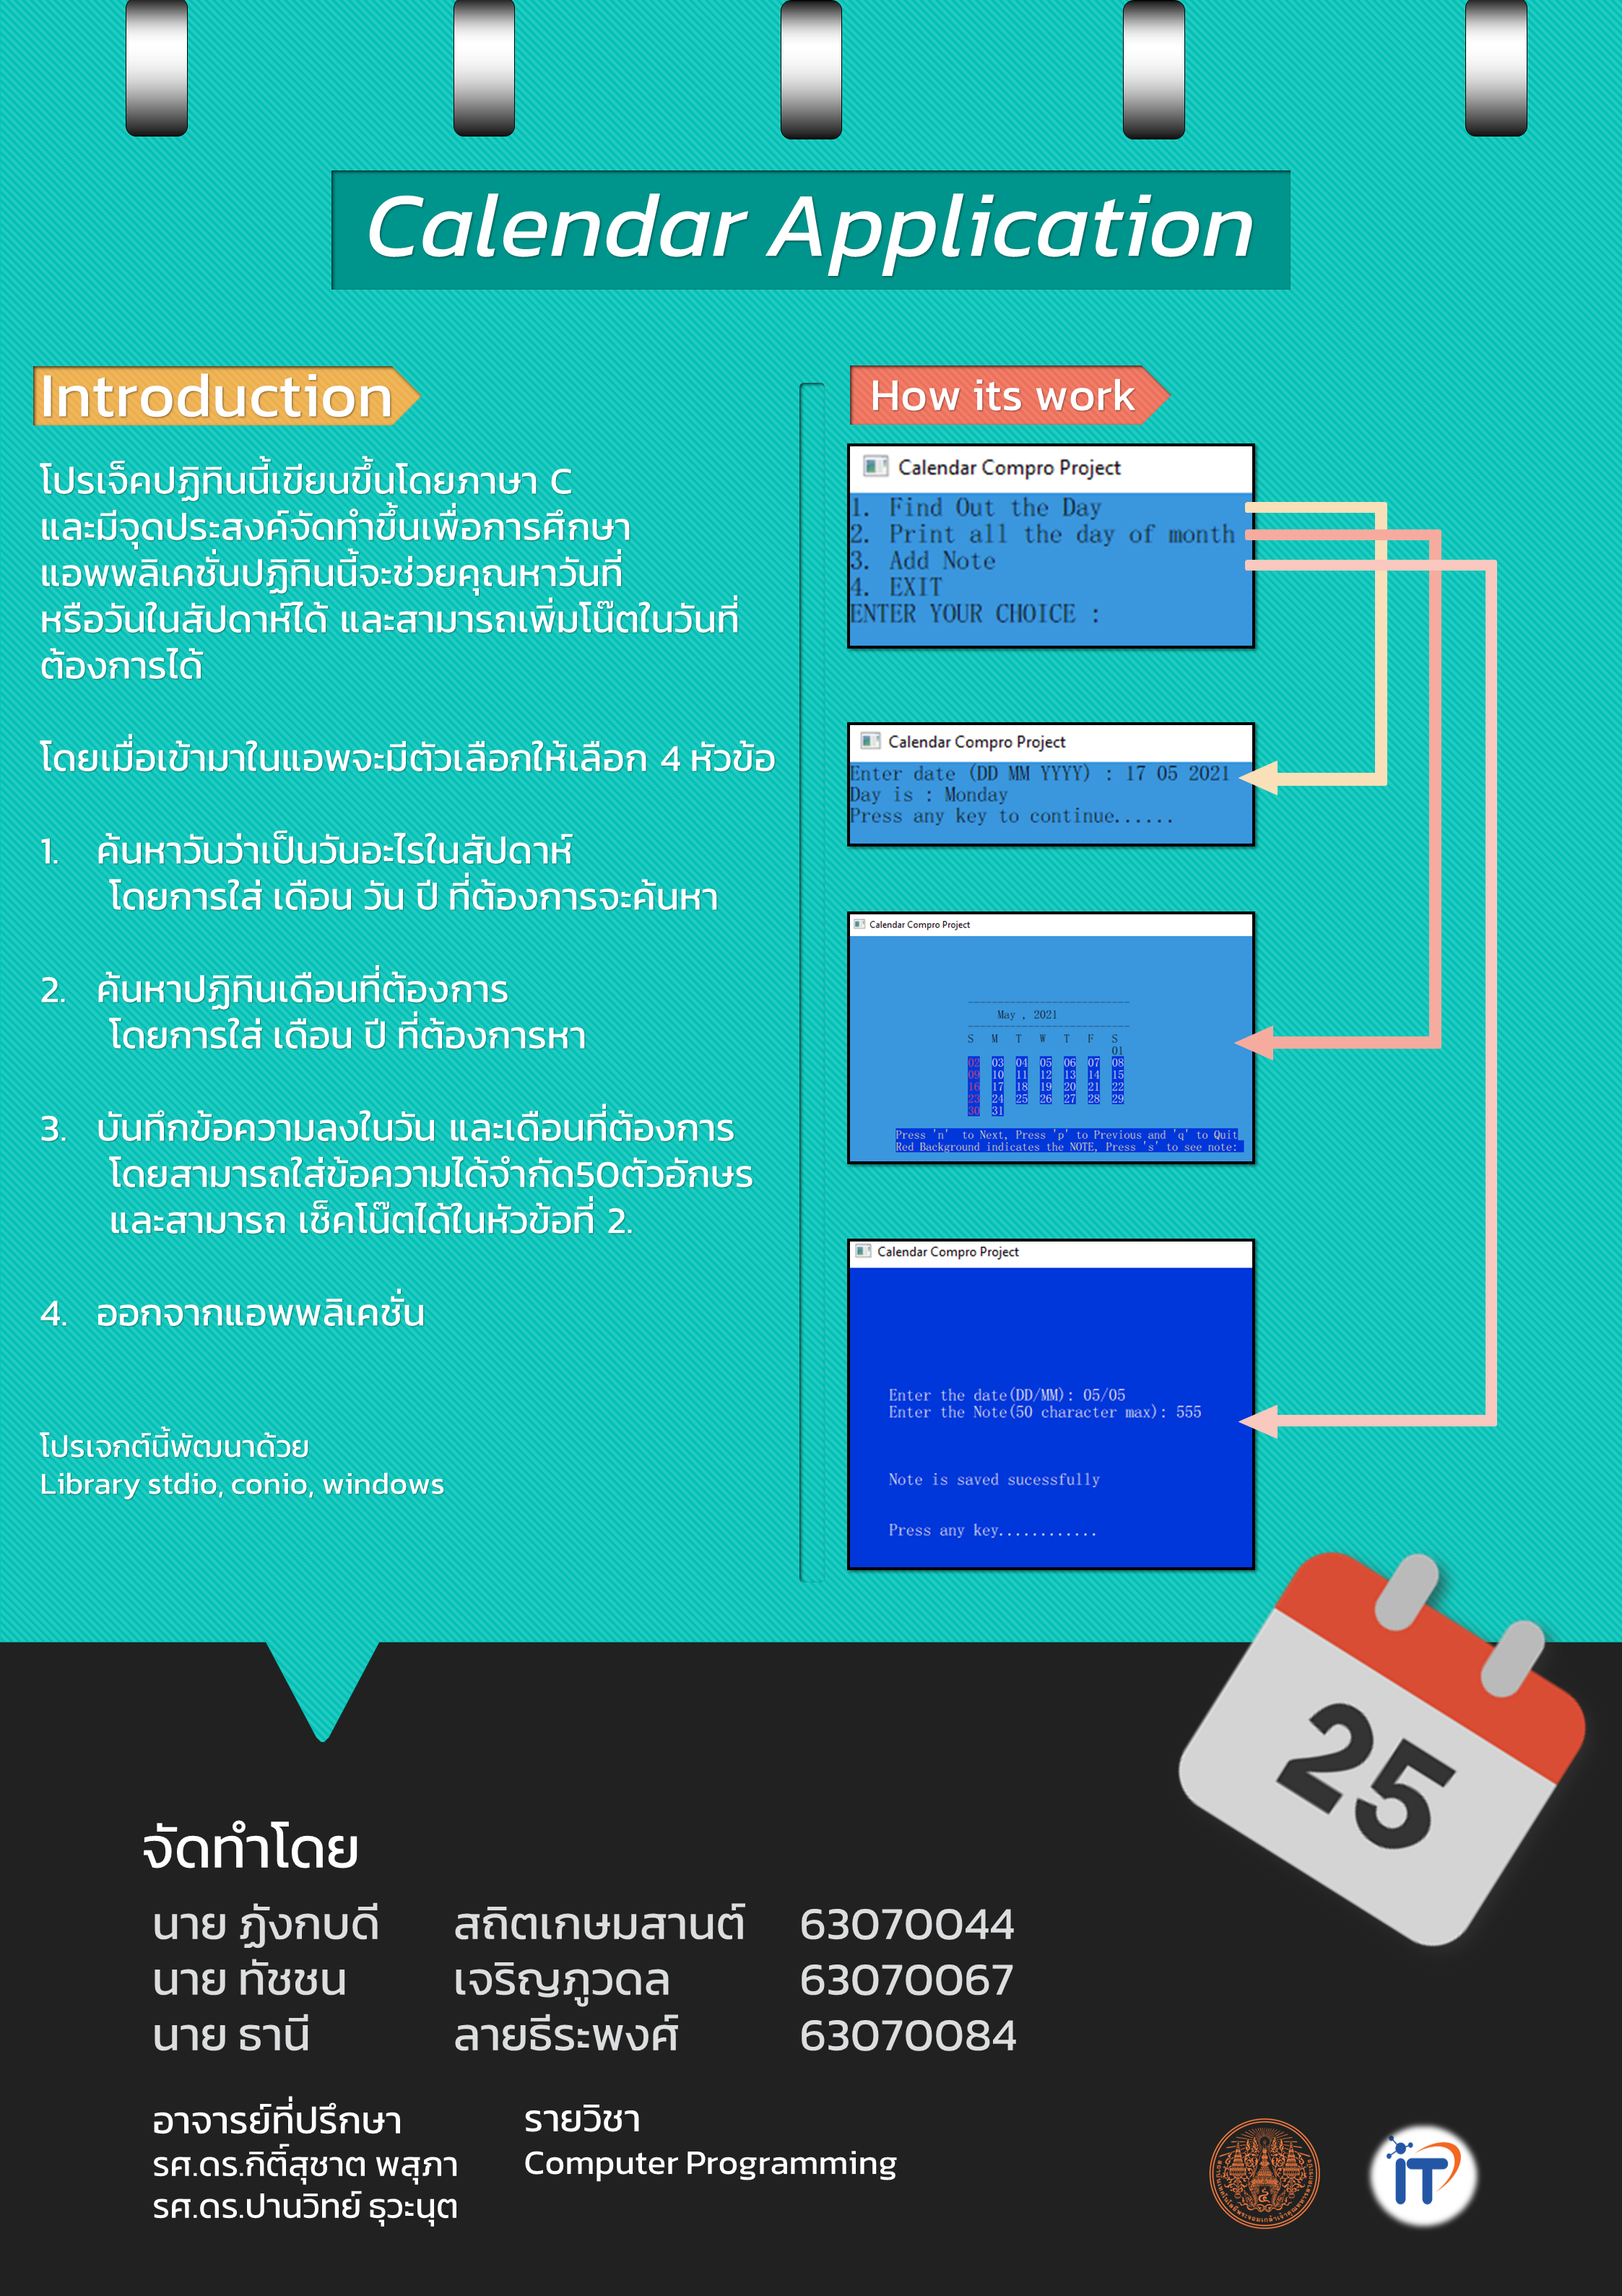 Calendar Application
Introduction
โปรเจ็คปฏิทินนี้เขียนขึ้นโดยภาษา C
และมีจุดประสงค์จัดทำขึ้นเพื่อการศึกษา
แอพพลิเคชั่นปฏิทินนี้จะช่วยคุณหาวันที่
หรือวันในสัปดาห์ได้ และสามารถเพิ่มโน๊ตในวันที่
ต้องการได้
โดยเมื่อเข้ามาในแอพจะมีตัวเลือกให้เลือก 4 หัวข้อ
1. ค้นหาวันว่าเป็นวันอะไรในสัปดาห์
โดยการใส่ เดือน วัน ปี ที่ต้องการจะค้นหา
2. ค้นหาปฏิทินเดือนที่ต้องการ
โดยการใส่ เดือน ปี ที่ต้องการหา
3. บันทึกข้อความลงในวัน และเดือนที่ต้องการ
โดยสามารถใส่ข้อความได้จำกัด50ตัวอักษร
และสามารถ เช็คโน๊ตได้ในหัวข้อที่ 2.
4. ออกจากแอพพลิเคชั่น
โปรเจกต์นี้พัฒนาด้วย
Library stdio, conio, windows
How its work
Calendar Compro Project
1. Find Out the Day
2. Print all the day of month
3. Add Note
4. EXIT
ENTER YOUR CHOICE :
Calendar Compro Project
Enter date (DD MM YYYY) : 17 05 2021
Day is : Monday
Press any key to continue......
Calendar Compro Project
May , 2021
S M T W T F S
01
02 03 04 05 06 07 08
09 10 11 12 13 14 15
16 17 18 19 20 21 22
23 24 25 26 27 28 29
30 31
Press 'n' to Next, Press 'p' to Previous and 'q' to Quit
Red Background indicates the NOTE, Press 's' to see note:
Calendar Compro Project
Enter the date(DD/MM): 05/05
Enter the Note(50 character max): 555
Note is saved sucessfully
Press any key............
25
จัดทำโดย
นาย ฏังกบดี สถิตเกษมสานต์ 63070044
นาย ทัชชน เจริญภูวดล 63070067
นาย ธานี ลายธีระพงศ์ 63070084
อาจารย์ที่ปรึกษา
รศ.ดร.กิติ์สุชาต พสุภา
รศ.ดร.ปานวิทย์ ธุวะนุติ
รายวิชา
Computer Programming
iT